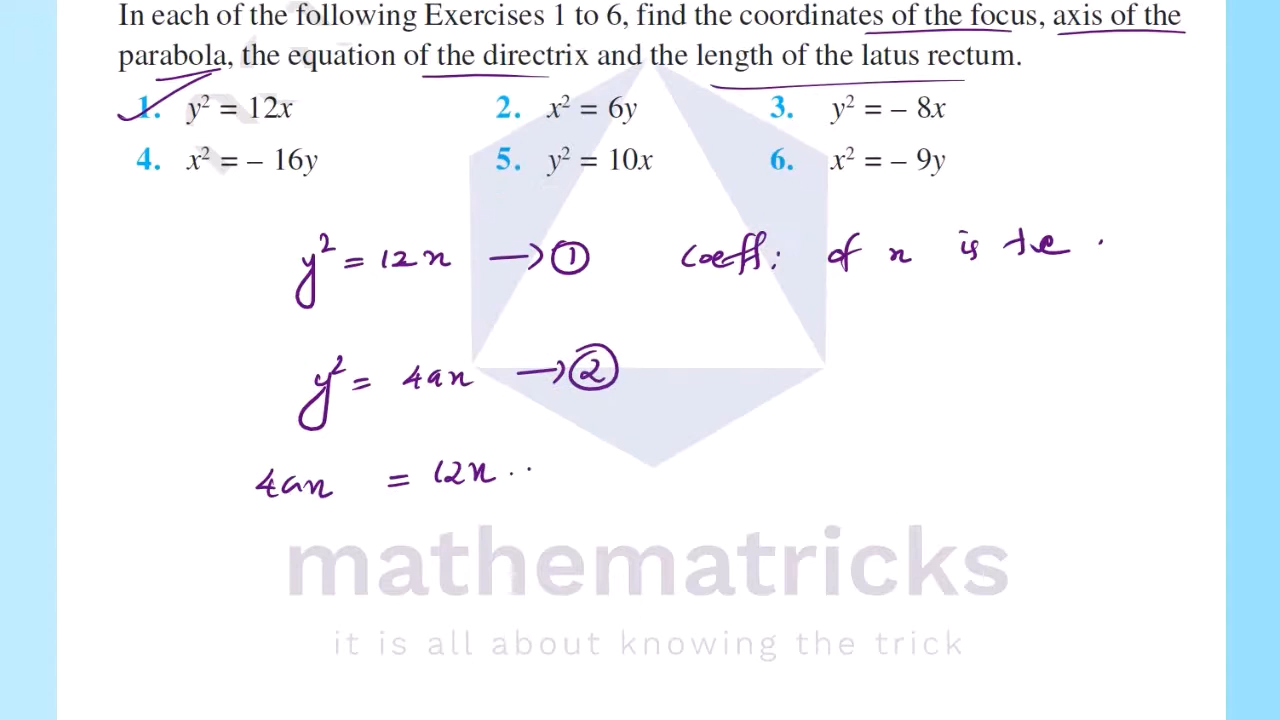 In each of the following Exercises 1 to 6, find the coordinates of the focus, axis of the
parabola, the equation of the directrix and the length of the latus rectum.
1. y² = 12x 2. x² = 6y 3. y² = – 8x
4. x² = – 16y 5. y² = 10x 6. x² = – 9y
y² = 12x → ① coeff: of x is +ve .
y² = 4ax → ②
4ax = 12x . .
mathematricks
it is all about knowing the trick